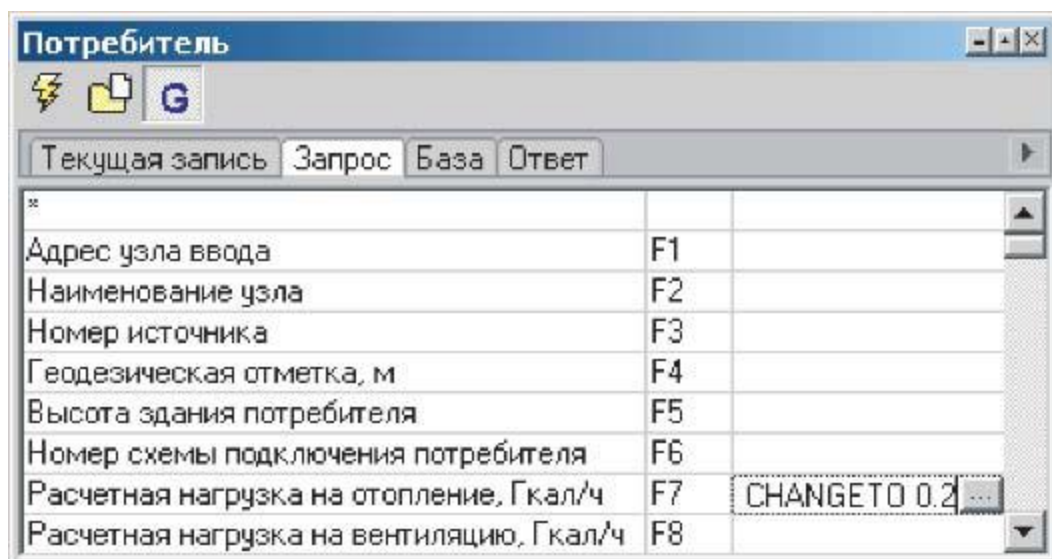 Потребитель
G
Текущая запись Запрос База Ответ
*
Адрес узла ввода F1
Наименование узла F2
Номер источника F3
Геодезическая отметка, м F4
Высота здания потребителя F5
Номер схемы подключения потребителя F6
Расчетная нагрузка на отопление, Гкал/ч F7 CHANGETO 0.2 ...
Расчетная нагрузка на вентиляцию, Гкал/ч F8